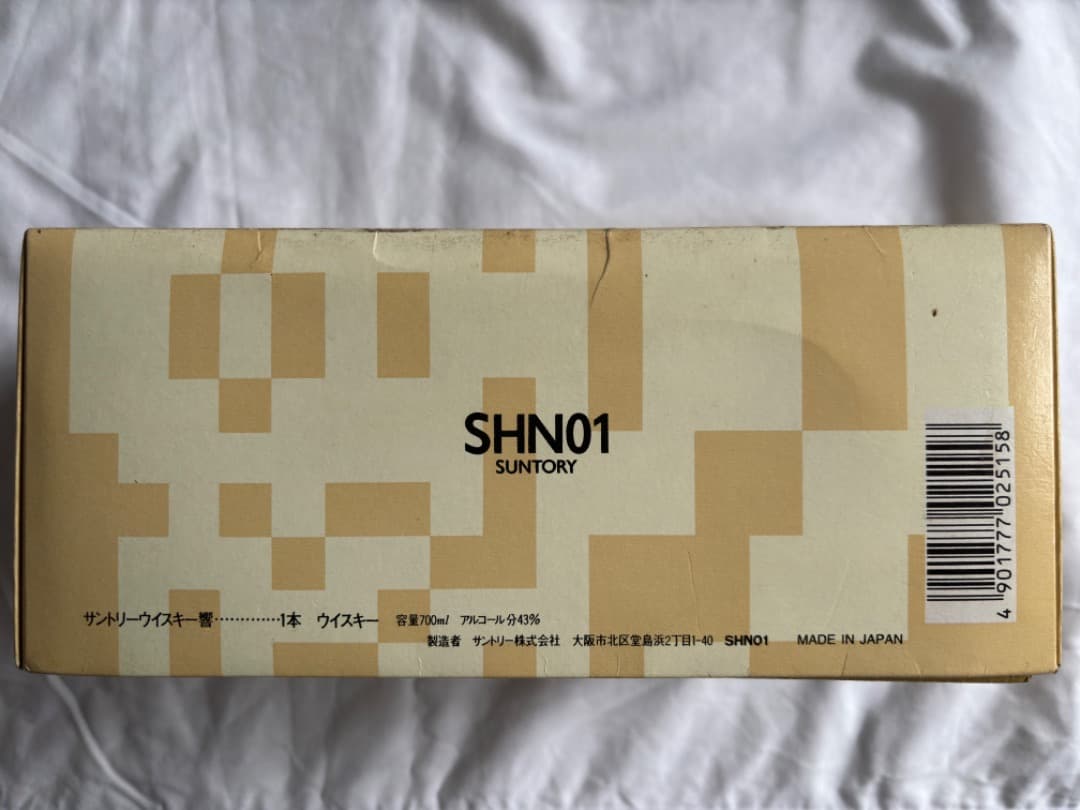 SHN01
SUNTORY
サントリーウイスキー響·············1本 ウイスキー 容量700ml アルコール分43%
製造者 サントリー株式会社 大阪市北区堂島浜2丁目1-40 SHN01 MADE IN JAPAN
4 901777 025158